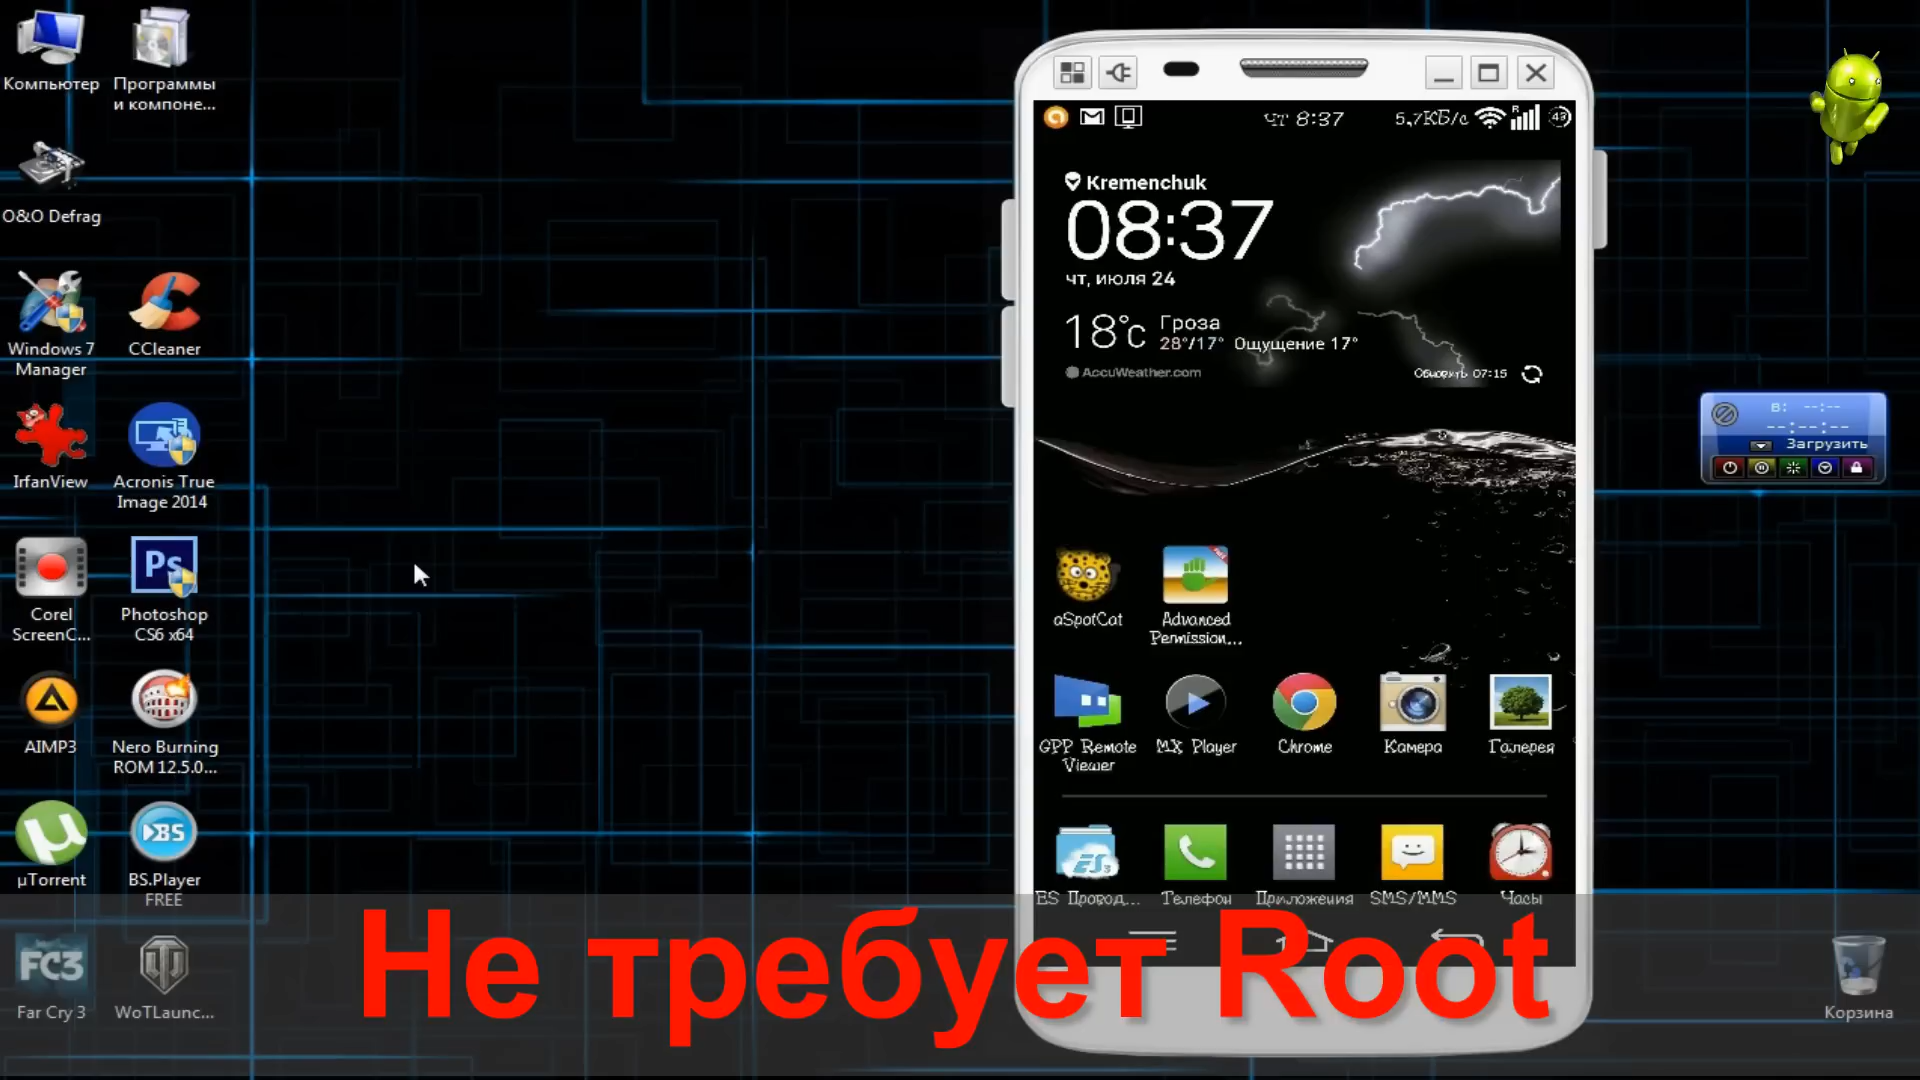 Компьютер
Программы
и компоне...
O&O Defrag
Windows 7
Manager
CCleaner
IrfanView
Acronis True
Image 2014
Corel
ScreenC...
Ps
Photoshop
CS6 x64
AIMP3
Nero Burning
ROM 12.5.0...
µTorrent
BS
BS.Player
FREE
FC3
Far Cry 3
WoTLaunc...
чт 8:37
5,7КБ/с
R
43
Kremenchuk
08:37
чт, июля 24
18°C
Гроза
28°/17° Ощущение 17°
AccuWeather.com
Обновить 07:15
aSpotCat
Advanced
Permission...
GPP Remote
Viewer
MX Player
Chrome
Камера
Галерея
ES Провод...
Телефон
Приложения
SMS/MMS
Часы
В: --:--
--:--:--
Загрузить
Не требует Root
Корзина